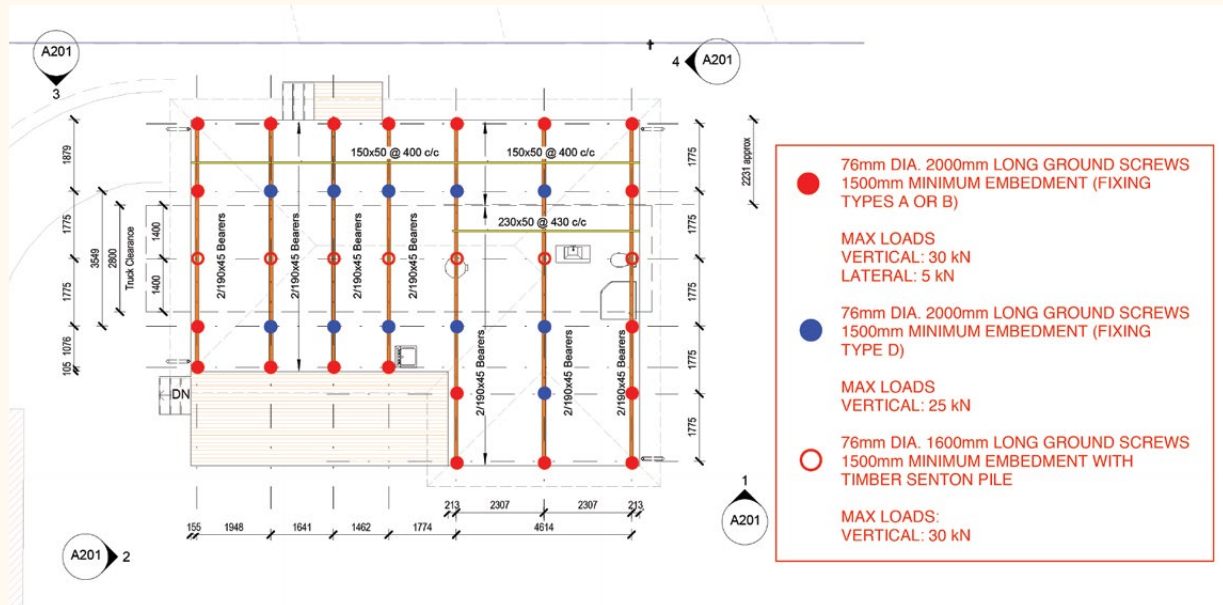 A201
3
4
A201
150x50 @ 400 c/c
150x50 @ 400 c/c
230x50 @ 430 c/c
1879
1775
1775
1076
105
3549
2800
Truck Clearance
1400
1400
2/190x45 Bearers
2/190x45 Bearers
2/190x45 Bearers
2/190x45 Bearers
2/190x45 Bearers
2/190x45 Bearers
2/190x45 Bearers
1775
1775
1775
1775
1775
2231 approx
DN
155
1948
1641
1462
1774
213
2307
2307
213
4614
A201
2
1
A201
76mm DIA. 2000mm LONG GROUND SCREWS
1500mm MINIMUM EMBEDMENT (FIXING
TYPES A OR B)
MAX LOADS
VERTICAL: 30 kN
LATERAL: 5 kN
76mm DIA. 2000mm LONG GROUND SCREWS
1500mm MINIMUM EMBEDMENT (FIXING
TYPE D)
MAX LOADS
VERTICAL: 25 kN
76mm DIA. 1600mm LONG GROUND SCREWS
1500mm MINIMUM EMBEDMENT WITH
TIMBER SENTON PILE
MAX LOADS:
VERTICAL: 30 kN